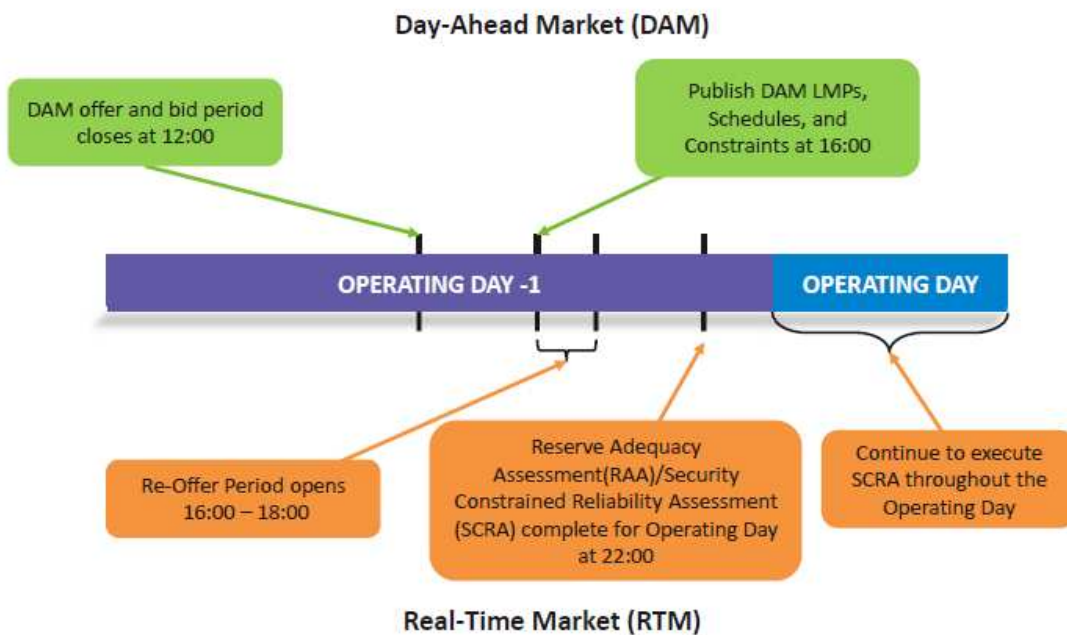 Day-Ahead Market (DAM)
DAM offer and bid period
closes at 12:00
Publish DAM LMPs,
Schedules, and
Constraints at 16:00
OPERATING DAY -1
OPERATING DAY
Re-Offer Period opens
16:00 – 18:00
Reserve Adequacy
Assessment(RAA)/Security
Constrained Reliability Assessment
(SCRA) complete for Operating Day
at 22:00
Continue to execute
SCRA throughout the
Operating Day
Real-Time Market (RTM)